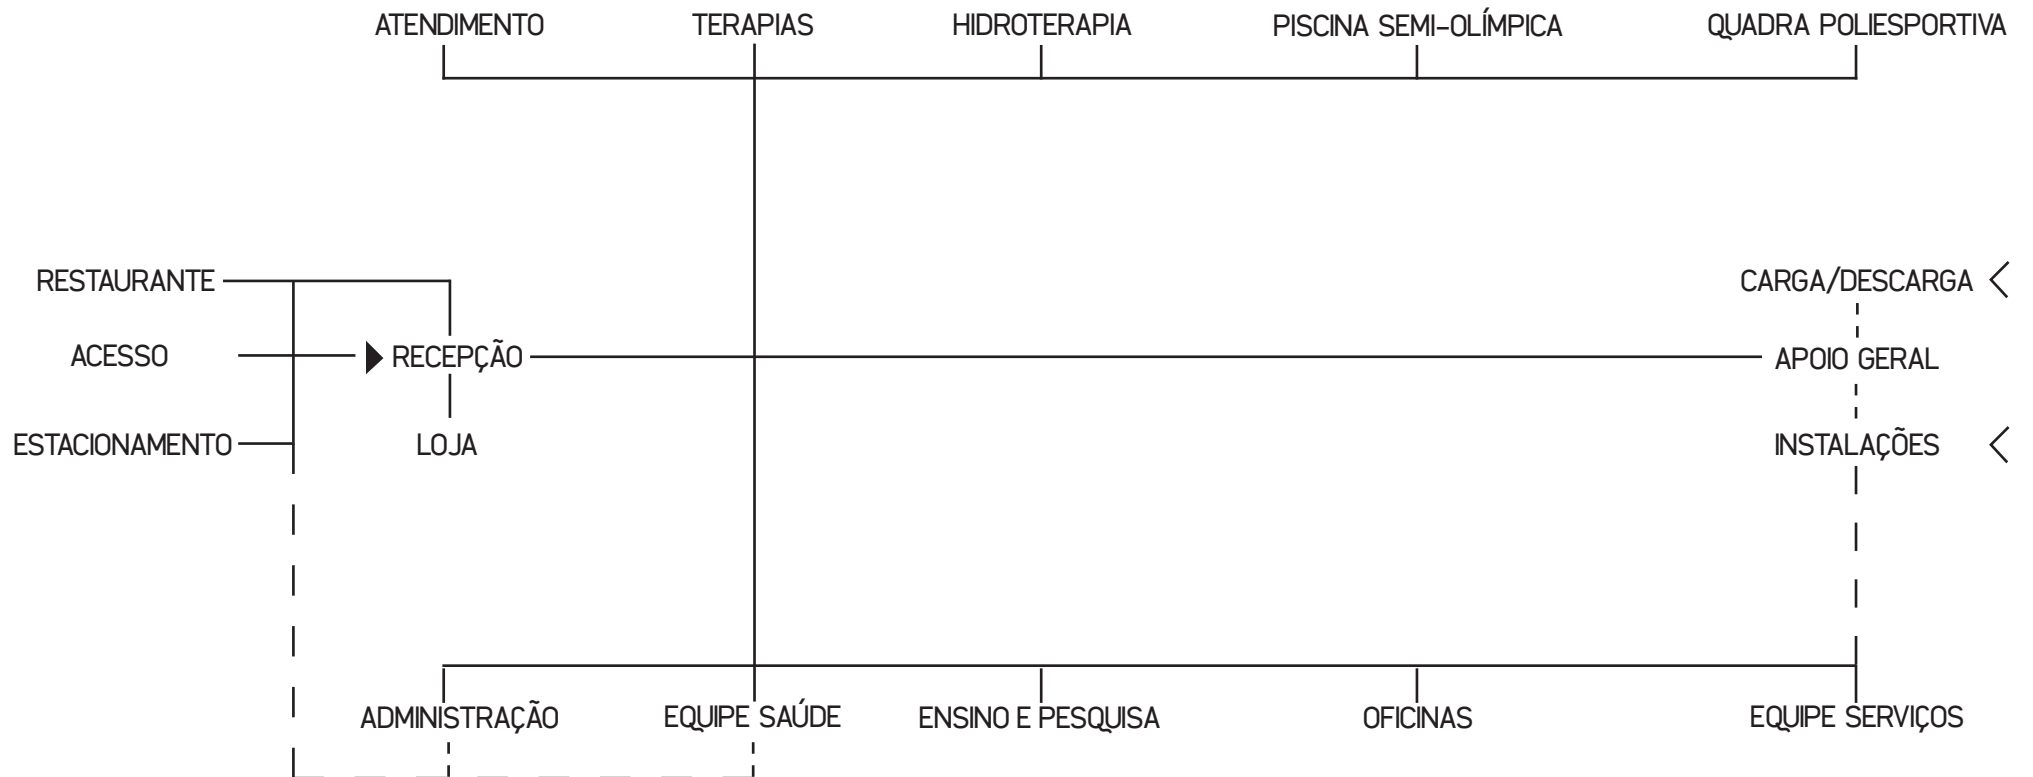 ATENDIMENTO
TERAPIAS
HIDROTERAPIA
PISCINA SEMI-OLÍMPICA
QUADRA POLIESPORTIVA
RESTAURANTE
CARGA/DESCARGA
ACESSO
RECEPÇÃO
APOIO GERAL
ESTACIONAMENTO
LOJA
INSTALAÇÕES
ADMINISTRAÇÃO
EQUIPE SAÚDE
ENSINO E PESQUISA
OFICINAS
EQUIPE SERVIÇOS